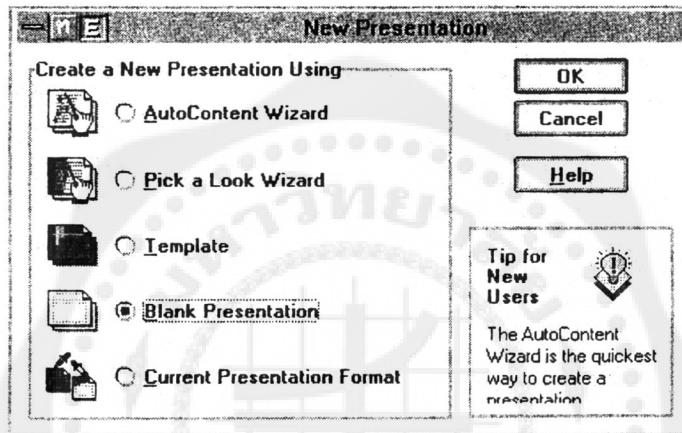 New Presentation
Create a New Presentation Using
AutoContent Wizard
Pick a Look Wizard
Template
Blank Presentation
Current Presentation Format
OK
Cancel
Help
Tip for
New
Users
The AutoContent
Wizard is the quickest
way to create a
presentation